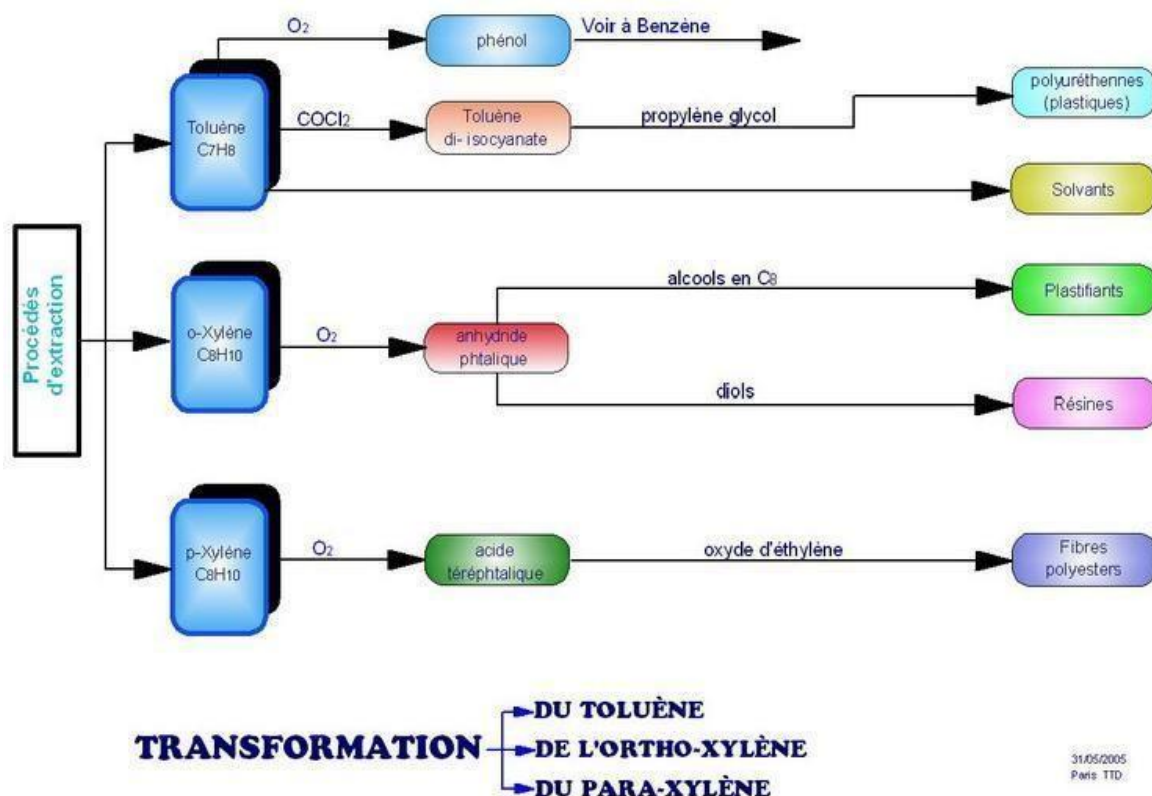 O₂
phénol
Voir à Benzène
Toluène
C7H8
COCl₂
Toluène
di- isocyanate
propylène glycol
polyuréthennes
(plastiques)
Solvants
Procédés
d'extraction
o-Xylène
C8H10
O₂
anhydride
phtalique
alcools en C₈
Plastifiants
diols
Résines
p-Xylène
C8H10
O₂
acide
téréphtalique
oxyde d'éthylène
Fibres
polyesters
TRANSFORMATION
DU TOLUÈNE
DE L'ORTHO-XYLÈNE
DU PARA-XYLÈNE
31/05/2005
Paris TTD